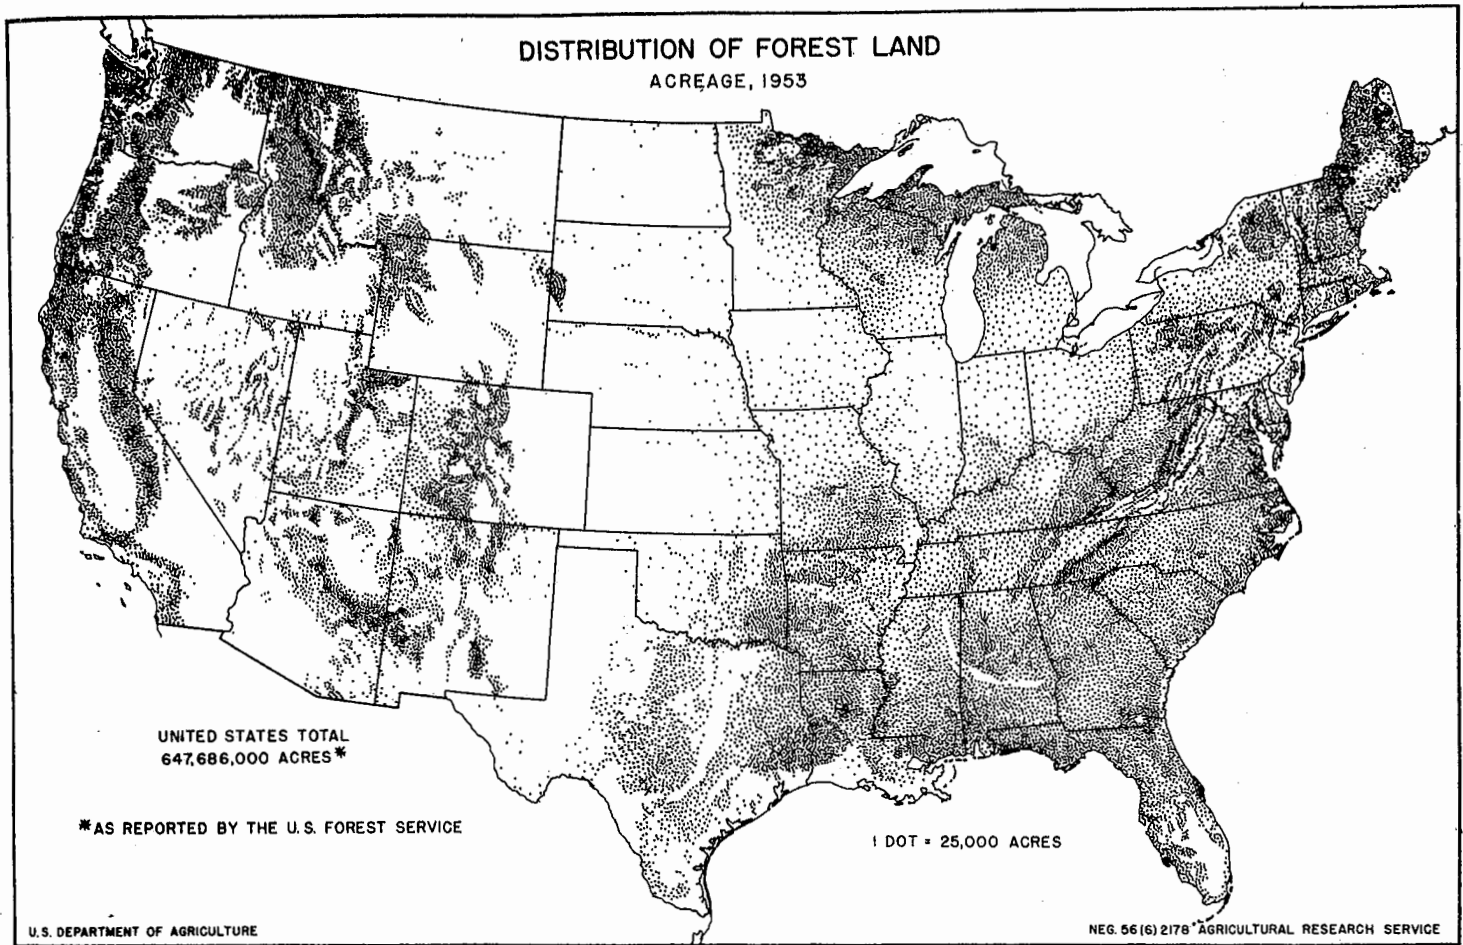 DISTRIBUTION OF FOREST LAND
ACREAGE, 1953
UNITED STATES TOTAL
647,686,000 ACRES*
*AS REPORTED BY THE U.S. FOREST SERVICE
1 DOT = 25,000 ACRES
U.S. DEPARTMENT OF AGRICULTURE
NEG. 56 (6) 2178 AGRICULTURAL RESEARCH SERVICE